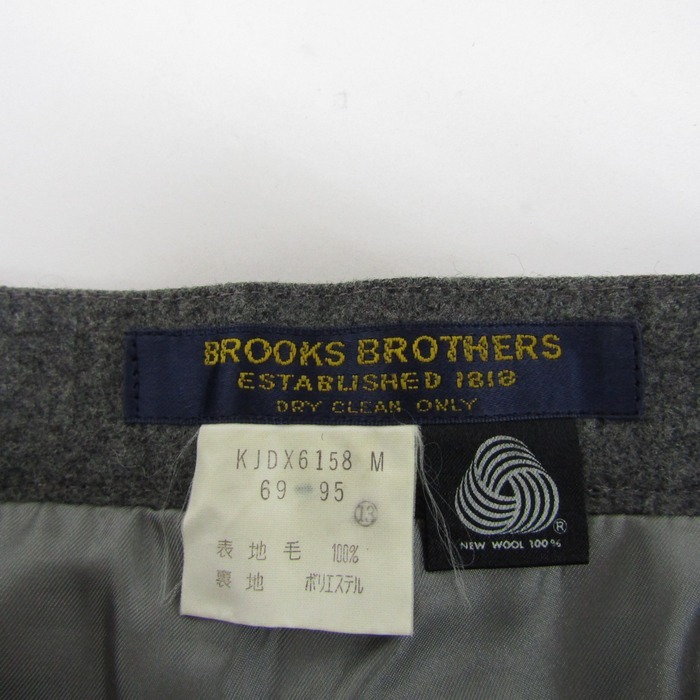 BROOKS BROTHERS
ESTABLISHED 1818
DRY CLEAN ONLY
KJDX6158 M
69-95
⑬
表地毛 100%
裏地 ポリエステル
®
NEW WOOL 100%